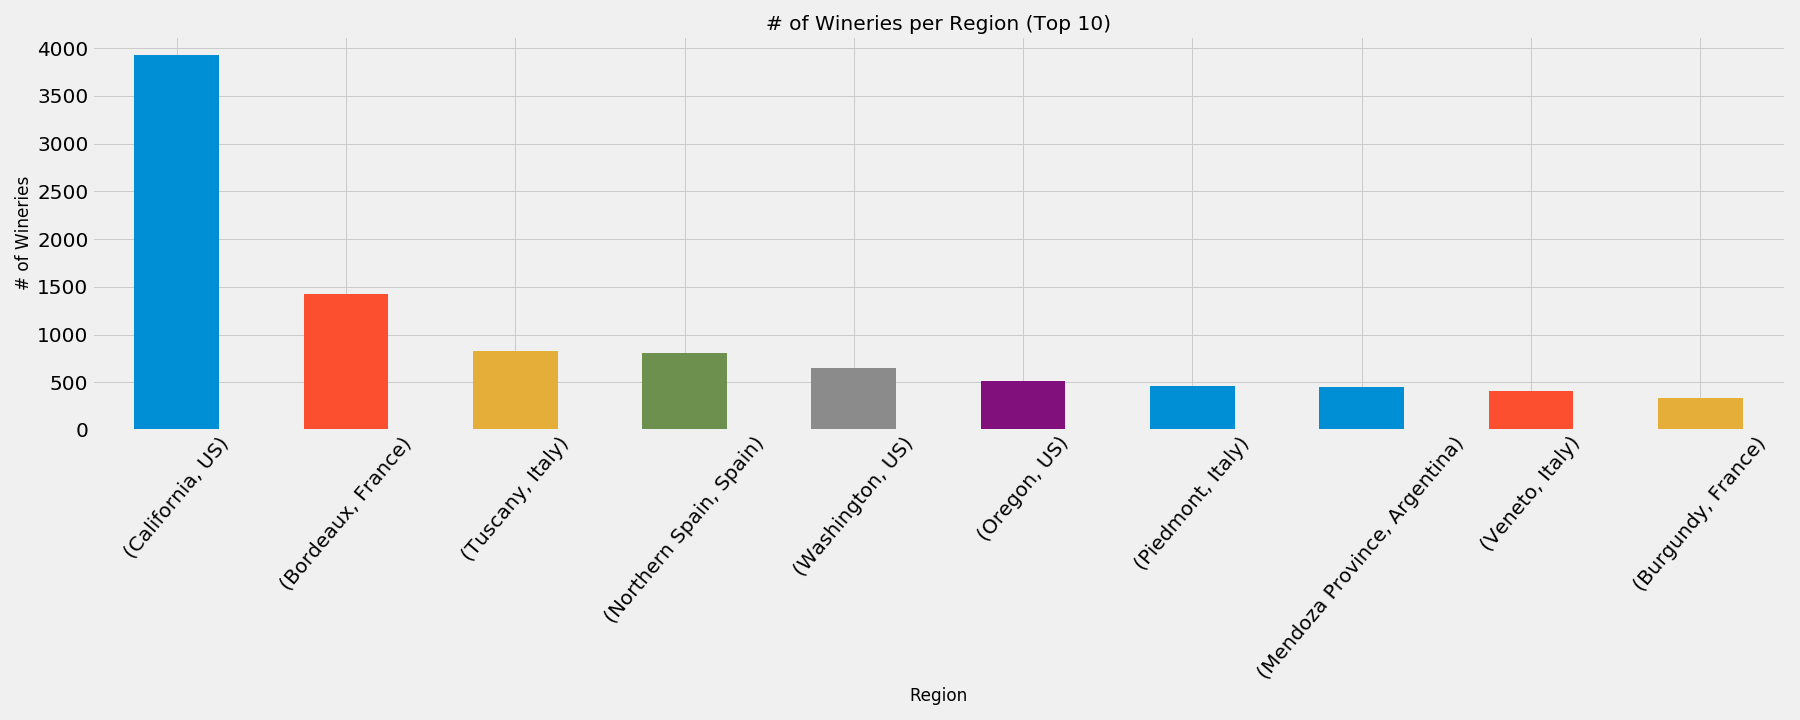 # of Wineries per Region (Top 10)
# of Wineries
4000
3500
3000
2500
2000
1500
1000
500
0
(California, US)
(Bordeaux, France)
(Tuscany, Italy)
(Northern Spain, Spain)
(Washington, US)
(Oregon, US)
(Piedmont, Italy)
(Mendoza Province, Argentina)
(Veneto, Italy)
(Burgundy, France)
Region